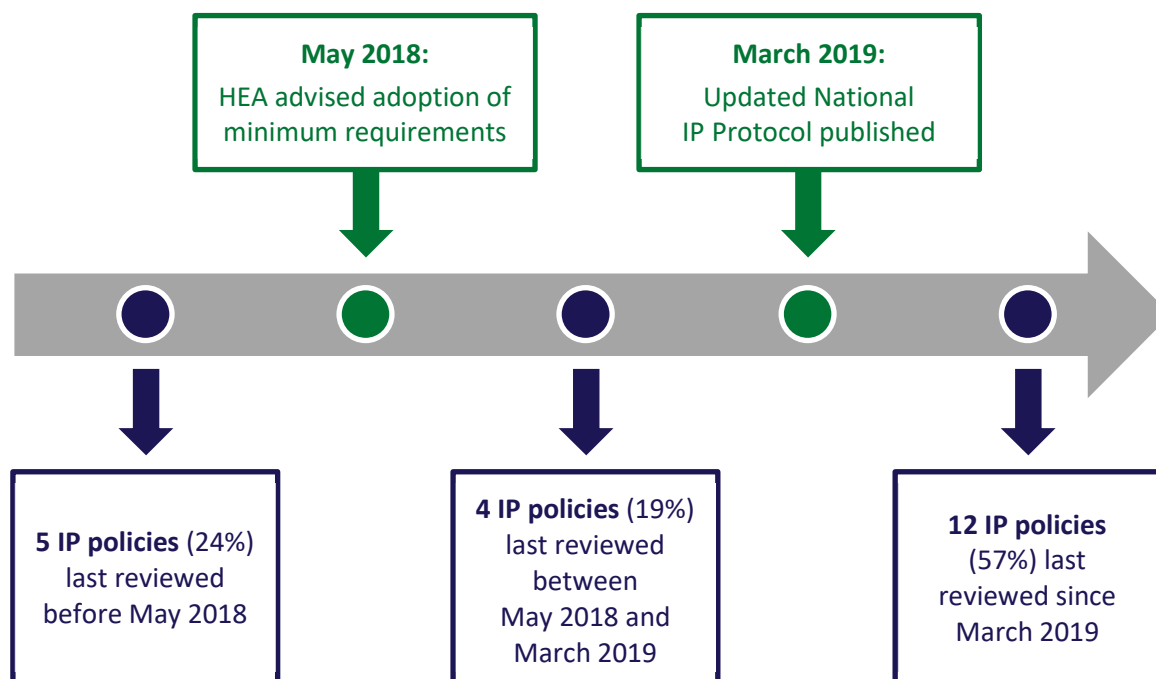 May 2018:
HEA advised adoption of
minimum requirements
March 2019:
Updated National
IP Protocol published
5 IP policies (24%)
last reviewed
before May 2018
4 IP policies (19%)
last reviewed
between
May 2018 and
March 2019
12 IP policies
(57%) last
reviewed since
March 2019